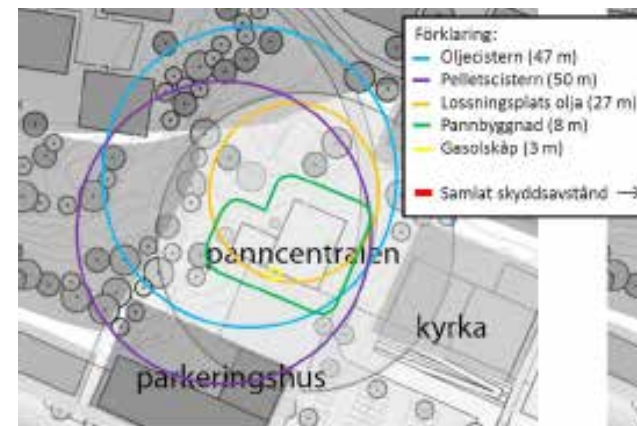 Förklaring:
Oljecistern (47 m)
Pelletscistern (50 m)
Lossningsplats olja (27 m)
Pannbyggnad (8 m)
Gasolskåp (3 m)
Samlat skyddsavstånd
panncentralen
kyrka
parkeringshus